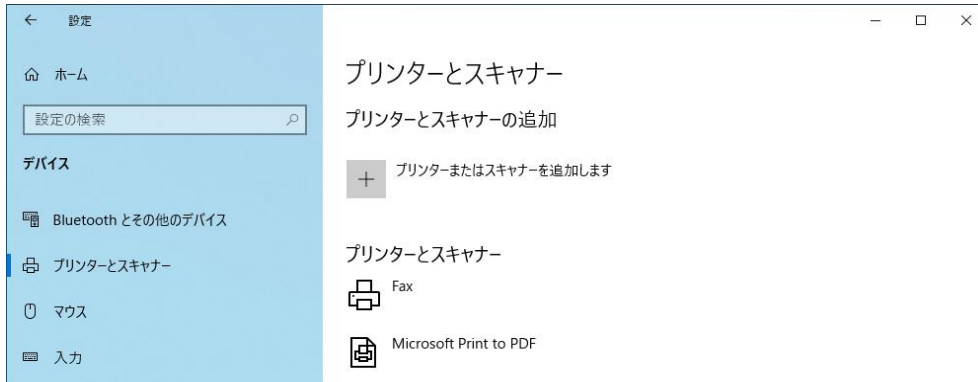 設定
ホーム
設定の検索
デバイス
Bluetooth とその他のデバイス
プリンターとスキャナー
マウス
入力
プリンターとスキャナー
プリンターとスキャナーの追加
プリンターまたはスキャナーを追加します
プリンターとスキャナー
Fax
Microsoft Print to PDF